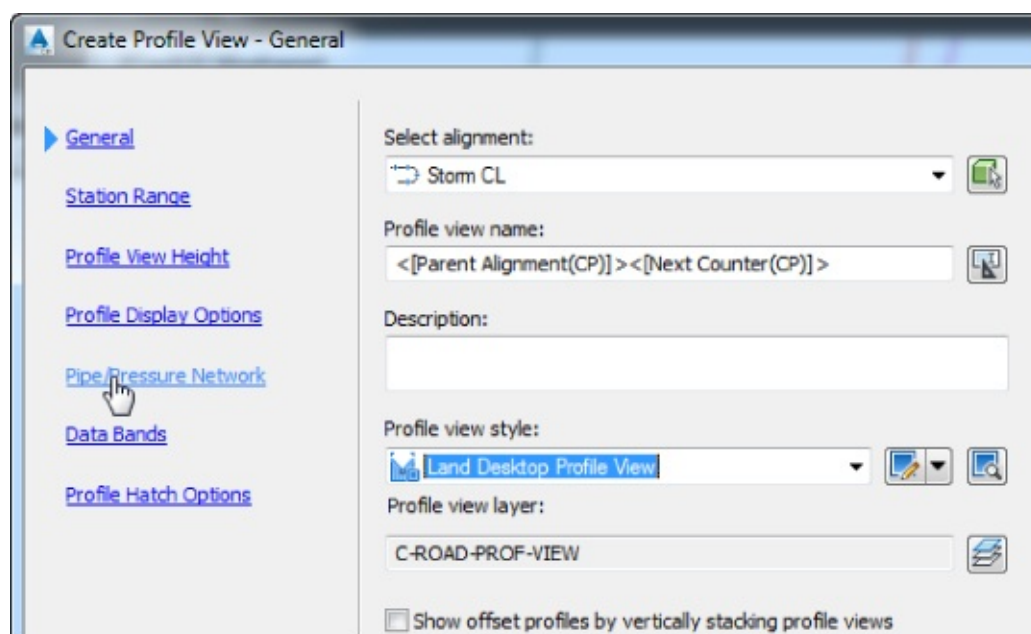 Create Profile View - General
General
Station Range
Profile View Height
Profile Display Options
Pipe/Pressure Network
Data Bands
Profile Hatch Options
Select alignment:
Storm CL
Profile view name:
<[Parent Alignment(CP)]><[Next Counter(CP)]>
Description:
Profile view style:
Land Desktop Profile View
Profile view layer:
C-ROAD-PROF-VIEW
Show offset profiles by vertically stacking profile views